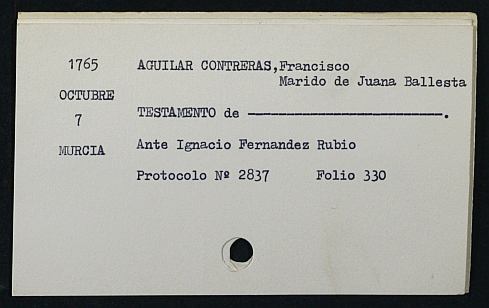 1765 AGUILAR CONTRERAS,Francisco
Marido de Juana Ballesta
OCTUBRE
7 TESTAMENTO de ————————————.
MURCIA Ante Ignacio Fernandez Rubio
Protocolo Nº 2837 Folio 330